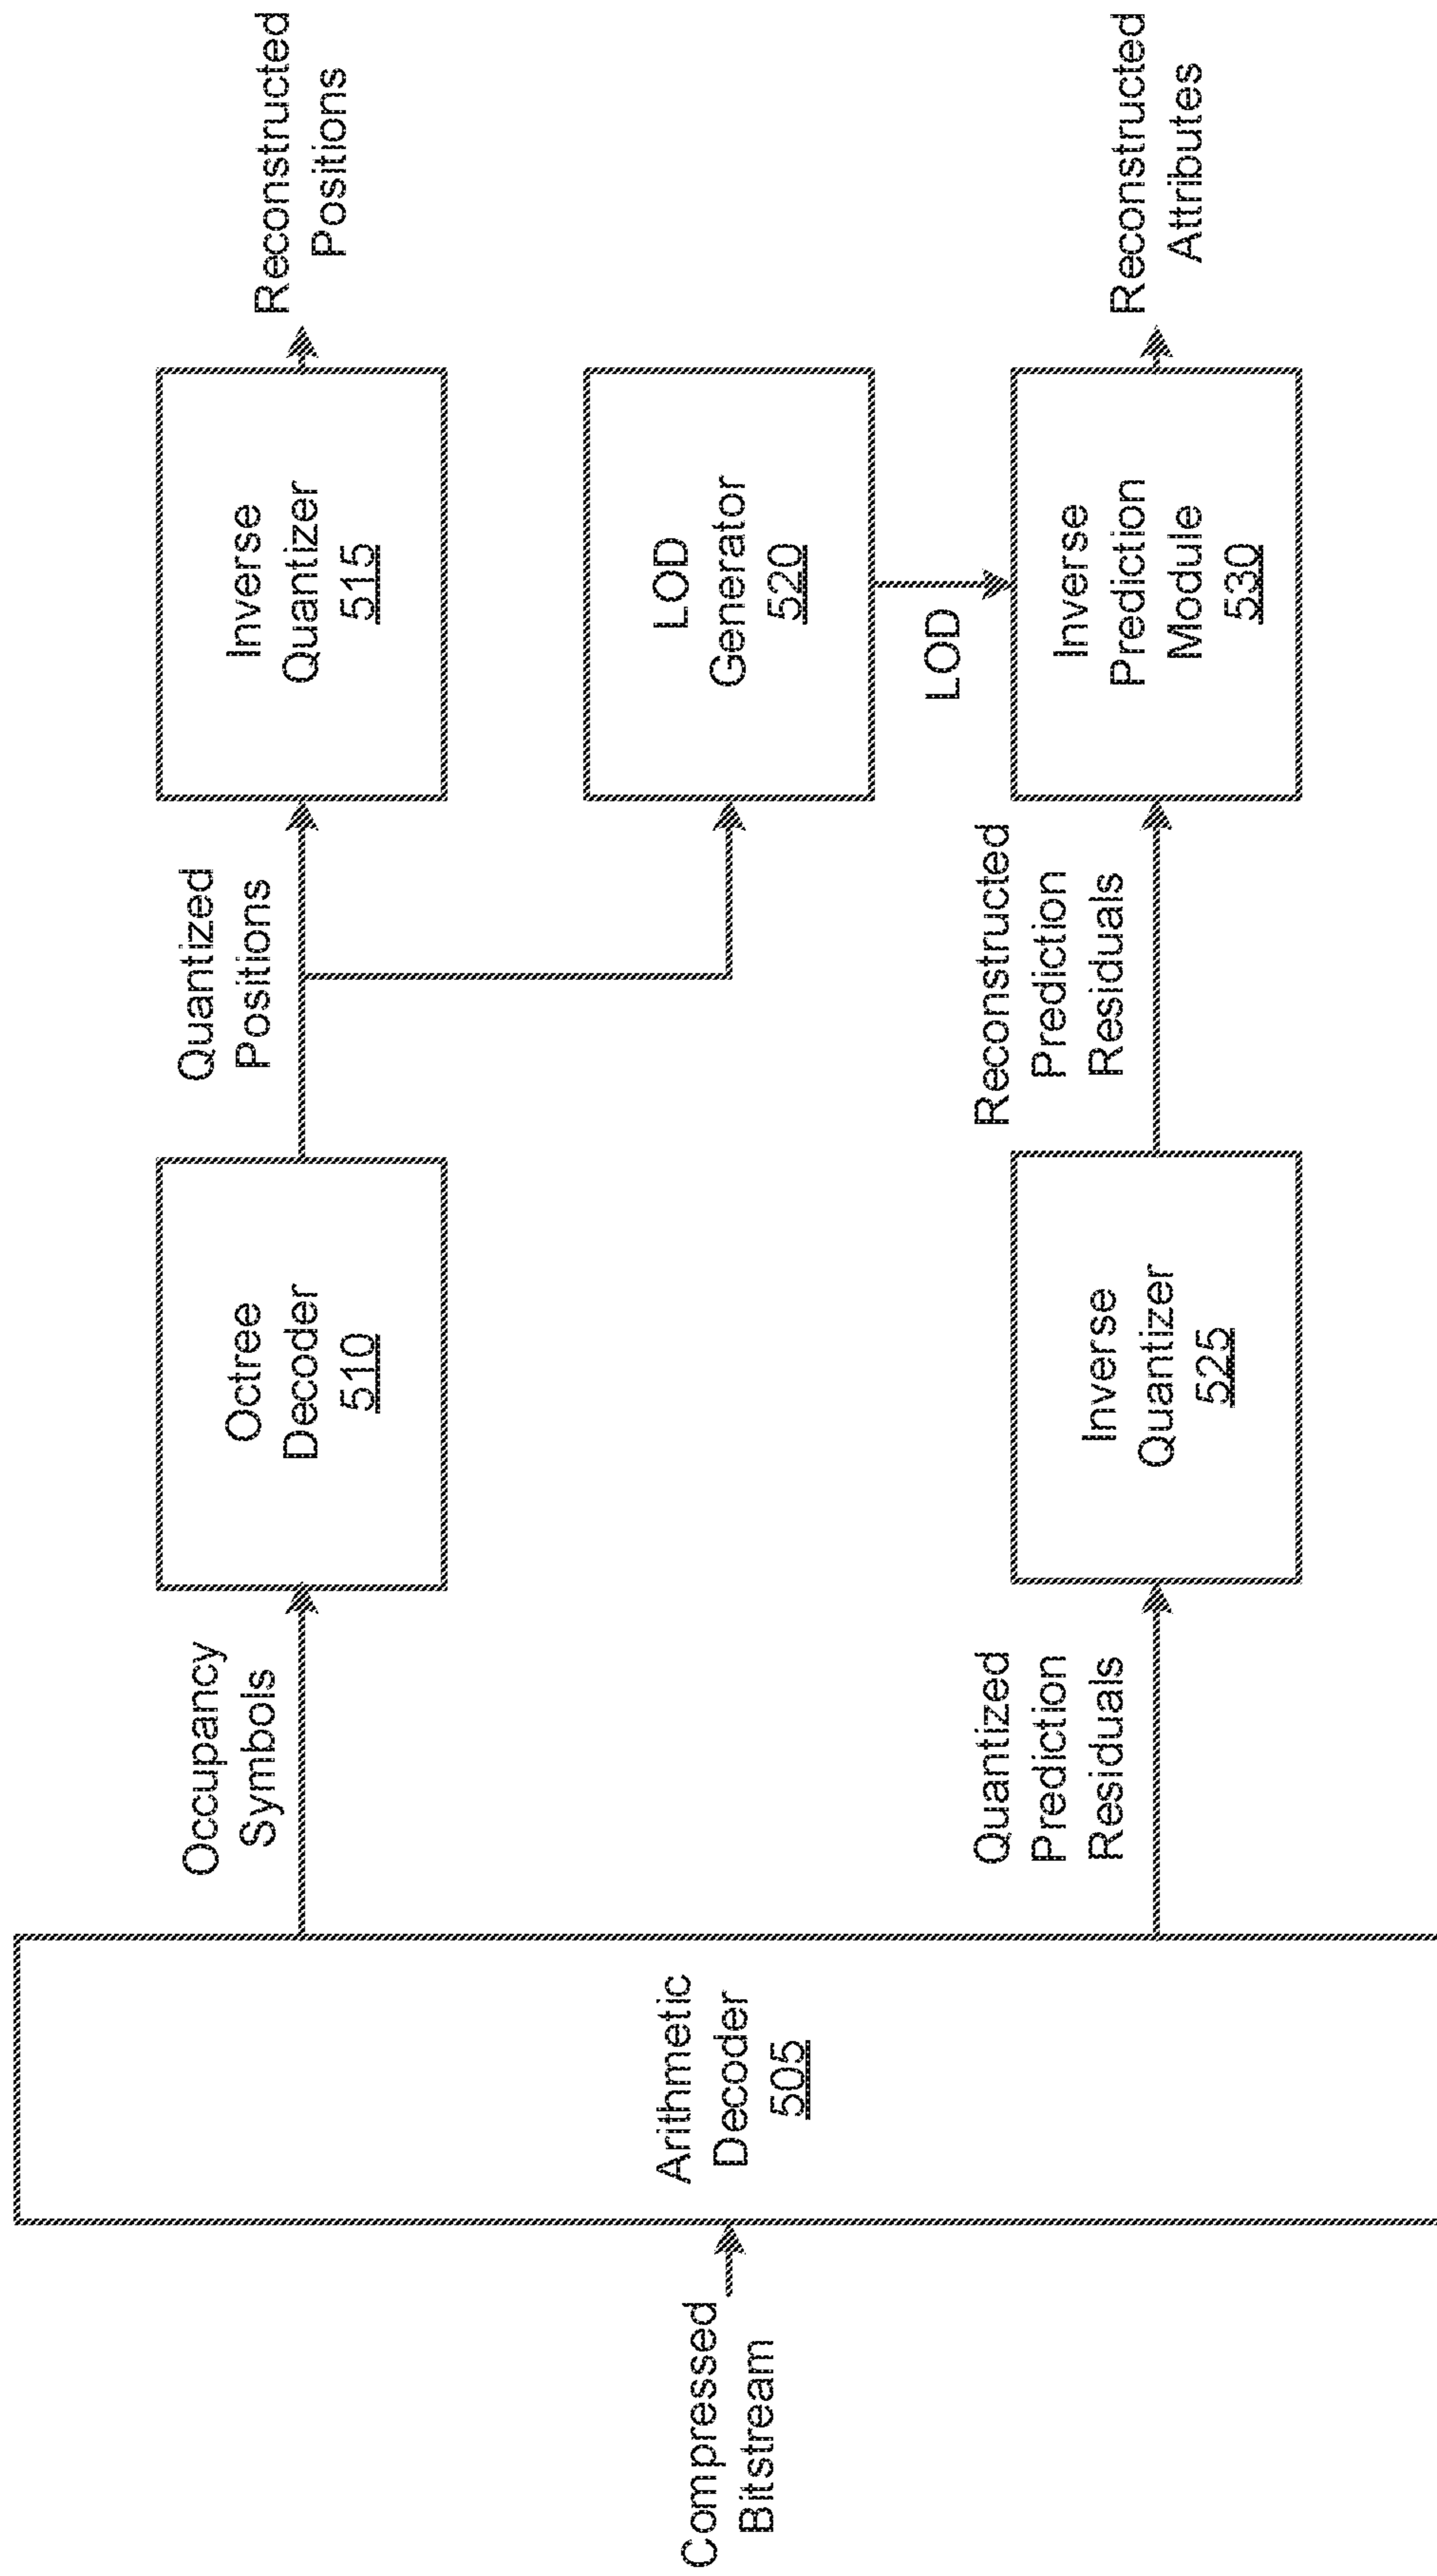 Compressed
Bitstream
Arithmetic
Decoder
505
Occupancy
Symbols
Octree
Decoder
510
Quantized
Positions
Inverse
Quantizer
515
Reconstructed
Positions
LOD
Generator
520
LOD
Quantized
Prediction
Residuals
Inverse
Quantizer
525
Reconstructed
Prediction
Residuals
Inverse
Prediction
Module
530
Reconstructed
Attributes